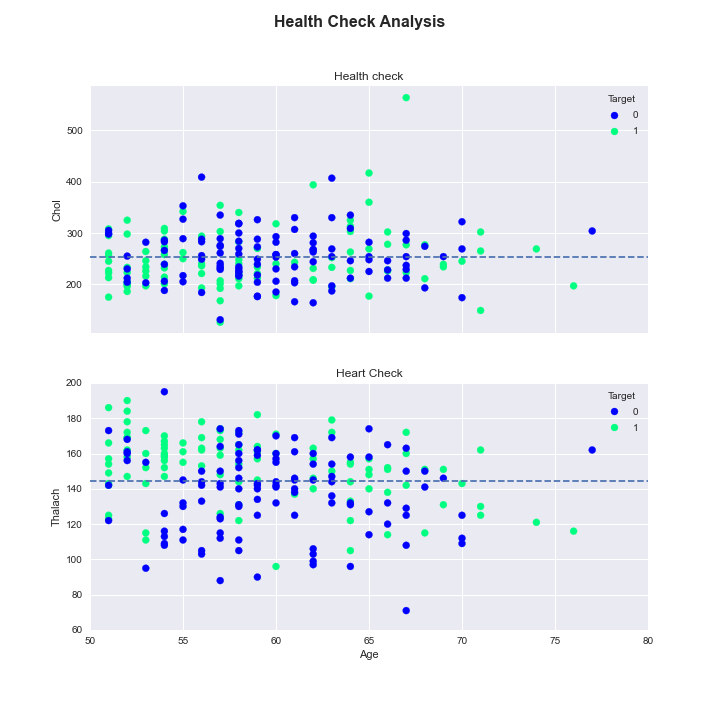 Health Check Analysis
Health check
Target
0
1
500
400
300
200
Chol
Heart Check
Target
0
1
200
180
160
140
120
100
80
60
Thalach
50 55 60 65 70 75 80
Age